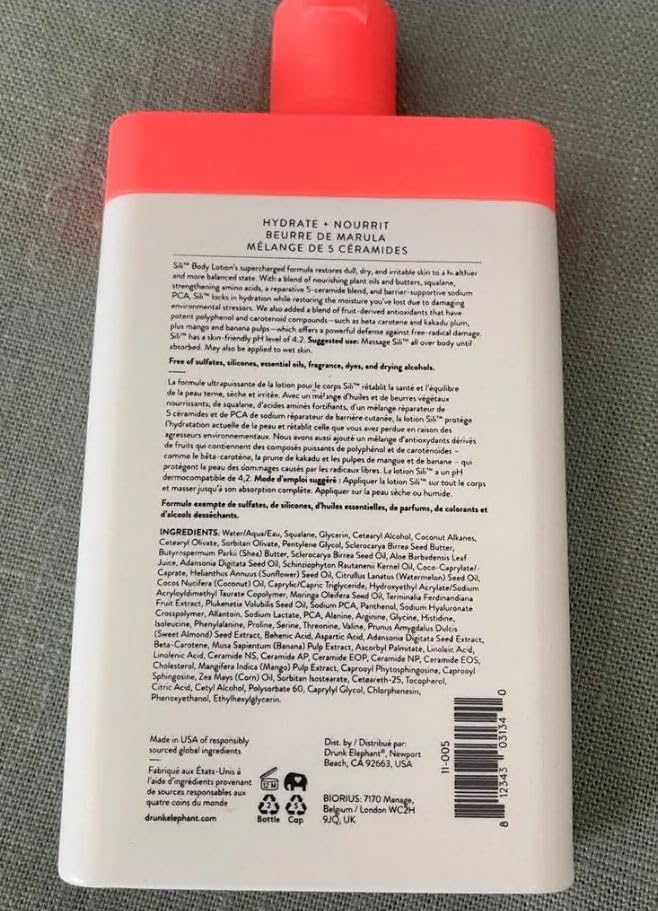 HYDRATE + NOURRIT
BEURRE DE MARULA
MÉLANGE DE 5 CÉRAMIDES
Sili™ Body Lotion's supercharged formula restores dull, dry, and irritable skin to a healthier
and more balanced state. With a blend of nourishing plant oils and butters, squalane,
strengthening amino acids, a reparative 5-ceramide blend, and barrier-supportive sodium
PCA, Sili™ locks in hydration while restoring the moisture you've lost due to damaging
environmental stressors. We also added a blend of fruit-derived antioxidants that have
potent polyphenol and carotenoid compounds—such as beta carotene and kakadu plum,
plus mango and banana pulps—which offers a powerful defense against free-radical damage.
Sili™ has a skin-friendly pH level of 4.2. Suggested use: Massage Sili™ all over body until
absorbed. May also be applied to wet skin.
Free of sulfates, silicones, essential oils, fragrance, dyes, and drying alcohols.
La formule ultrapuissante de la lotion pour le corps Sili™ rétablit la santé et l'équilibre
de la peau terne, sèche et irritée. Avec un mélange d'huiles et de beurres végétaux
nourrissants, de squalane, d'acides aminés fortifiants, d'un mélange réparateur de
5 céramides et de PCA de sodium réparateur de barrière cutanée, la lotion Sili™ protège
l'hydratation actuelle de la peau et rétablit celle que vous avez perdue en raison des
agresseurs environnementaux. Nous avons aussi ajouté un mélange d'antioxydants dérivés
de fruits qui contiennent des composés puissants de polyphénol et de caroténoïdes –
comme le bêta-carotène, la prune de kakadu et les pulpes de mangue et de banane – qui
protègent la peau des dommages causés par les radicaux libres. La lotion Sili™ a un pH
dermocompatible de 4,2. Mode d'emploi suggéré : Appliquer la lotion Sili™ sur tout le corps
et masser jusqu'à son absorption complète. Appliquer sur la peau sèche ou humide.
Formule exempte de sulfates, de silicones, d'huiles essentielles, de parfums, de colorants et
d'alcools desséchants.
INGREDIENTS: Water/Aqua/Eau, Squalane, Glycerin, Cetearyl Alcohol, Coconut Alkanes,
Cetearyl Olivate, Sorbitan Olivate, Pentylene Glycol, Sclerocarya Birrea Seed Butter,
Butyrospermum Parkii (Shea) Butter, Sclerocarya Birrea Seed Oil, Aloe Barbadensis Leaf
Juice, Adansonia Digitata Seed Oil, Schinziophyton Rautanenii Kernel Oil, Coco-Caprylate/-
Caprate, Helianthus Annuus (Sunflower) Seed Oil, Citrullus Lanatus (Watermelon) Seed Oil,
Cocos Nucifera (Coconut) Oil, Caprylic/Capric Triglyceride, Hydroxyethyl Acrylate/Sodium
Acryloyldimethyl Taurate Copolymer, Moringa Oleifera Seed Oil, Terminalia Ferdinandiana
Fruit Extract, Plukenetia Volubilis Seed Oil, Sodium PCA, Panthenol, Sodium Hyaluronate
Crosspolymer, Allantoin, Sodium Lactate, PCA, Alanine, Arginine, Glycine, Histidine,
Isoleucine, Phenylalanine, Proline, Serine, Threonine, Valine, Prunus Amygdalus Dulcis
(Sweet Almond) Seed Extract, Behenic Acid, Aspartic Acid, Adansonia Digitata Seed Extract,
Beta-Carotene, Musa Sapientum (Banana) Pulp Extract, Ascorbyl Palmitate, Linoleic Acid,
Linolenic Acid, Ceramide NS, Ceramide AP, Ceramide EOP, Ceramide NP, Ceramide EOS,
Cholesterol, Mangifera Indica (Mango) Pulp Extract, Caprooyl Phytosphingosine, Caprooyl
Sphingosine, Zea Mays (Corn) Oil, Sorbitan Isostearate, Ceteareth-25, Tocopherol,
Citric Acid, Cetyl Alcohol, Polysorbate 60, Caprylyl Glycol, Chlorphenesin,
Phenoxyethanol, Ethylhexylglycerin.
Made in USA of responsibly
sourced global ingredients
Fabriqué aux États-Unis à
l'aide d'ingrédients provenant
de sources responsables aux
quatre coins du monde
drunkelephant.com
12 M
2 5
Bottle Cap
Dist. by / Distribué par:
Drunk Elephant®, Newport
Beach, CA 92663, USA
BIORIUS: 7170 Manage,
Belgium / London WC2H
9JQ, UK
11-005
8 12343 03134 0